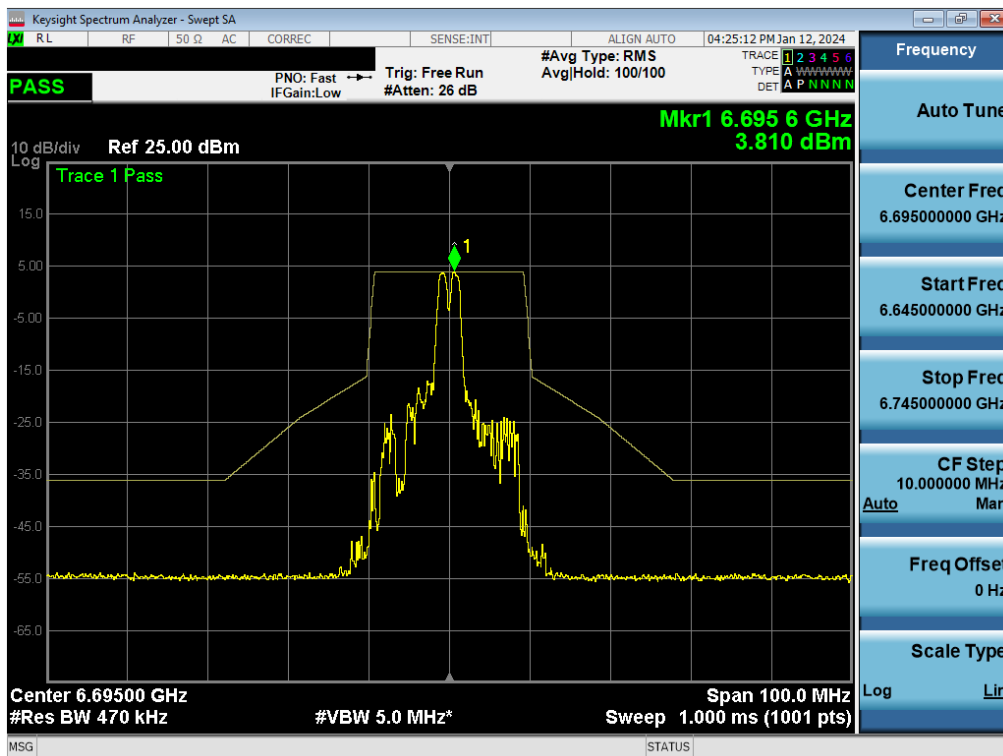 Keysight Spectrum Analyzer - Swept SA
LXI RL RF 50 Ω AC CORREC SENSE:INT ALIGN AUTO 04:25:12 PM Jan 12, 2024
PASS
PNO: Fast
IFGain:Low
Trig: Free Run
#Atten: 26 dB
#Avg Type: RMS
Avg|Hold: 100/100
TRACE 1 2 3 4 5 6
TYPE A WWWWW
DET A P N N N N
Mkr1 6.695 6 GHz
3.810 dBm
10 dB/div
Log
Ref 25.00 dBm
Trace 1 Pass
1
15.0
5.00
-5.00
-15.0
-25.0
-35.0
-45.0
-55.0
-65.0
Center 6.69500 GHz
Span 100.0 MHz
#Res BW 470 kHz
#VBW 5.0 MHz*
Sweep 1.000 ms (1001 pts)
MSG
STATUS
Frequency
Auto Tune
Center Freq
6.695000000 GHz
Start Freq
6.645000000 GHz
Stop Freq
6.745000000 GHz
CF Step
10.000000 MHz
Auto Man
Freq Offset
0 Hz
Scale Type
Log Lin